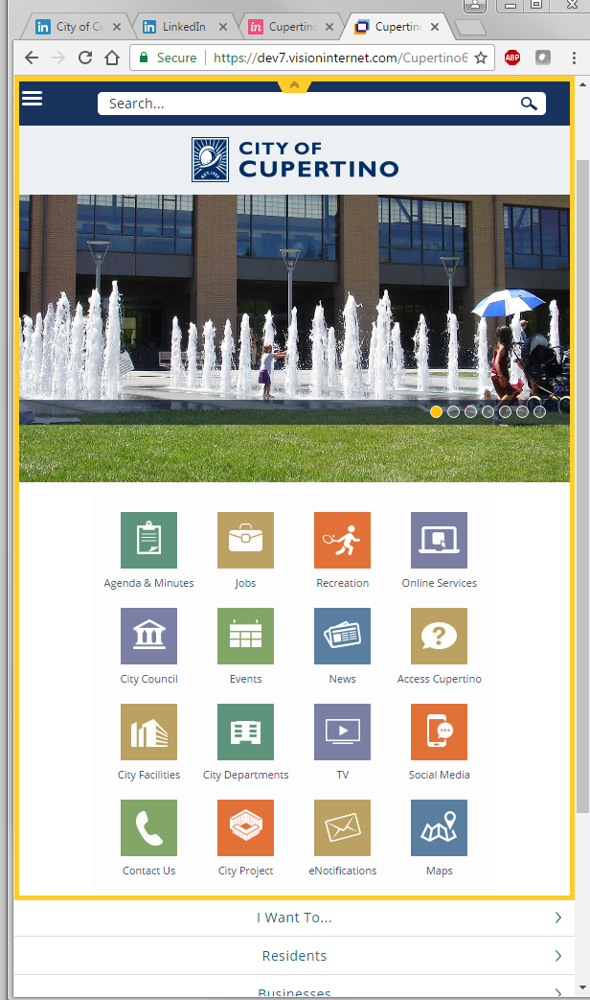 City of Cu
LinkedIn
Cupertino
Cupertino
Secure https://dev7.visioninternet.com/Cupertino6
ABP
Search...
CITY OF
CUPERTINO
Agenda & Minutes Jobs Recreation Online Services
City Council Events News Access Cupertino
City Facilities City Departments TV Social Media
Contact Us City Project eNotifications Maps
I Want To...
Residents
Businesses